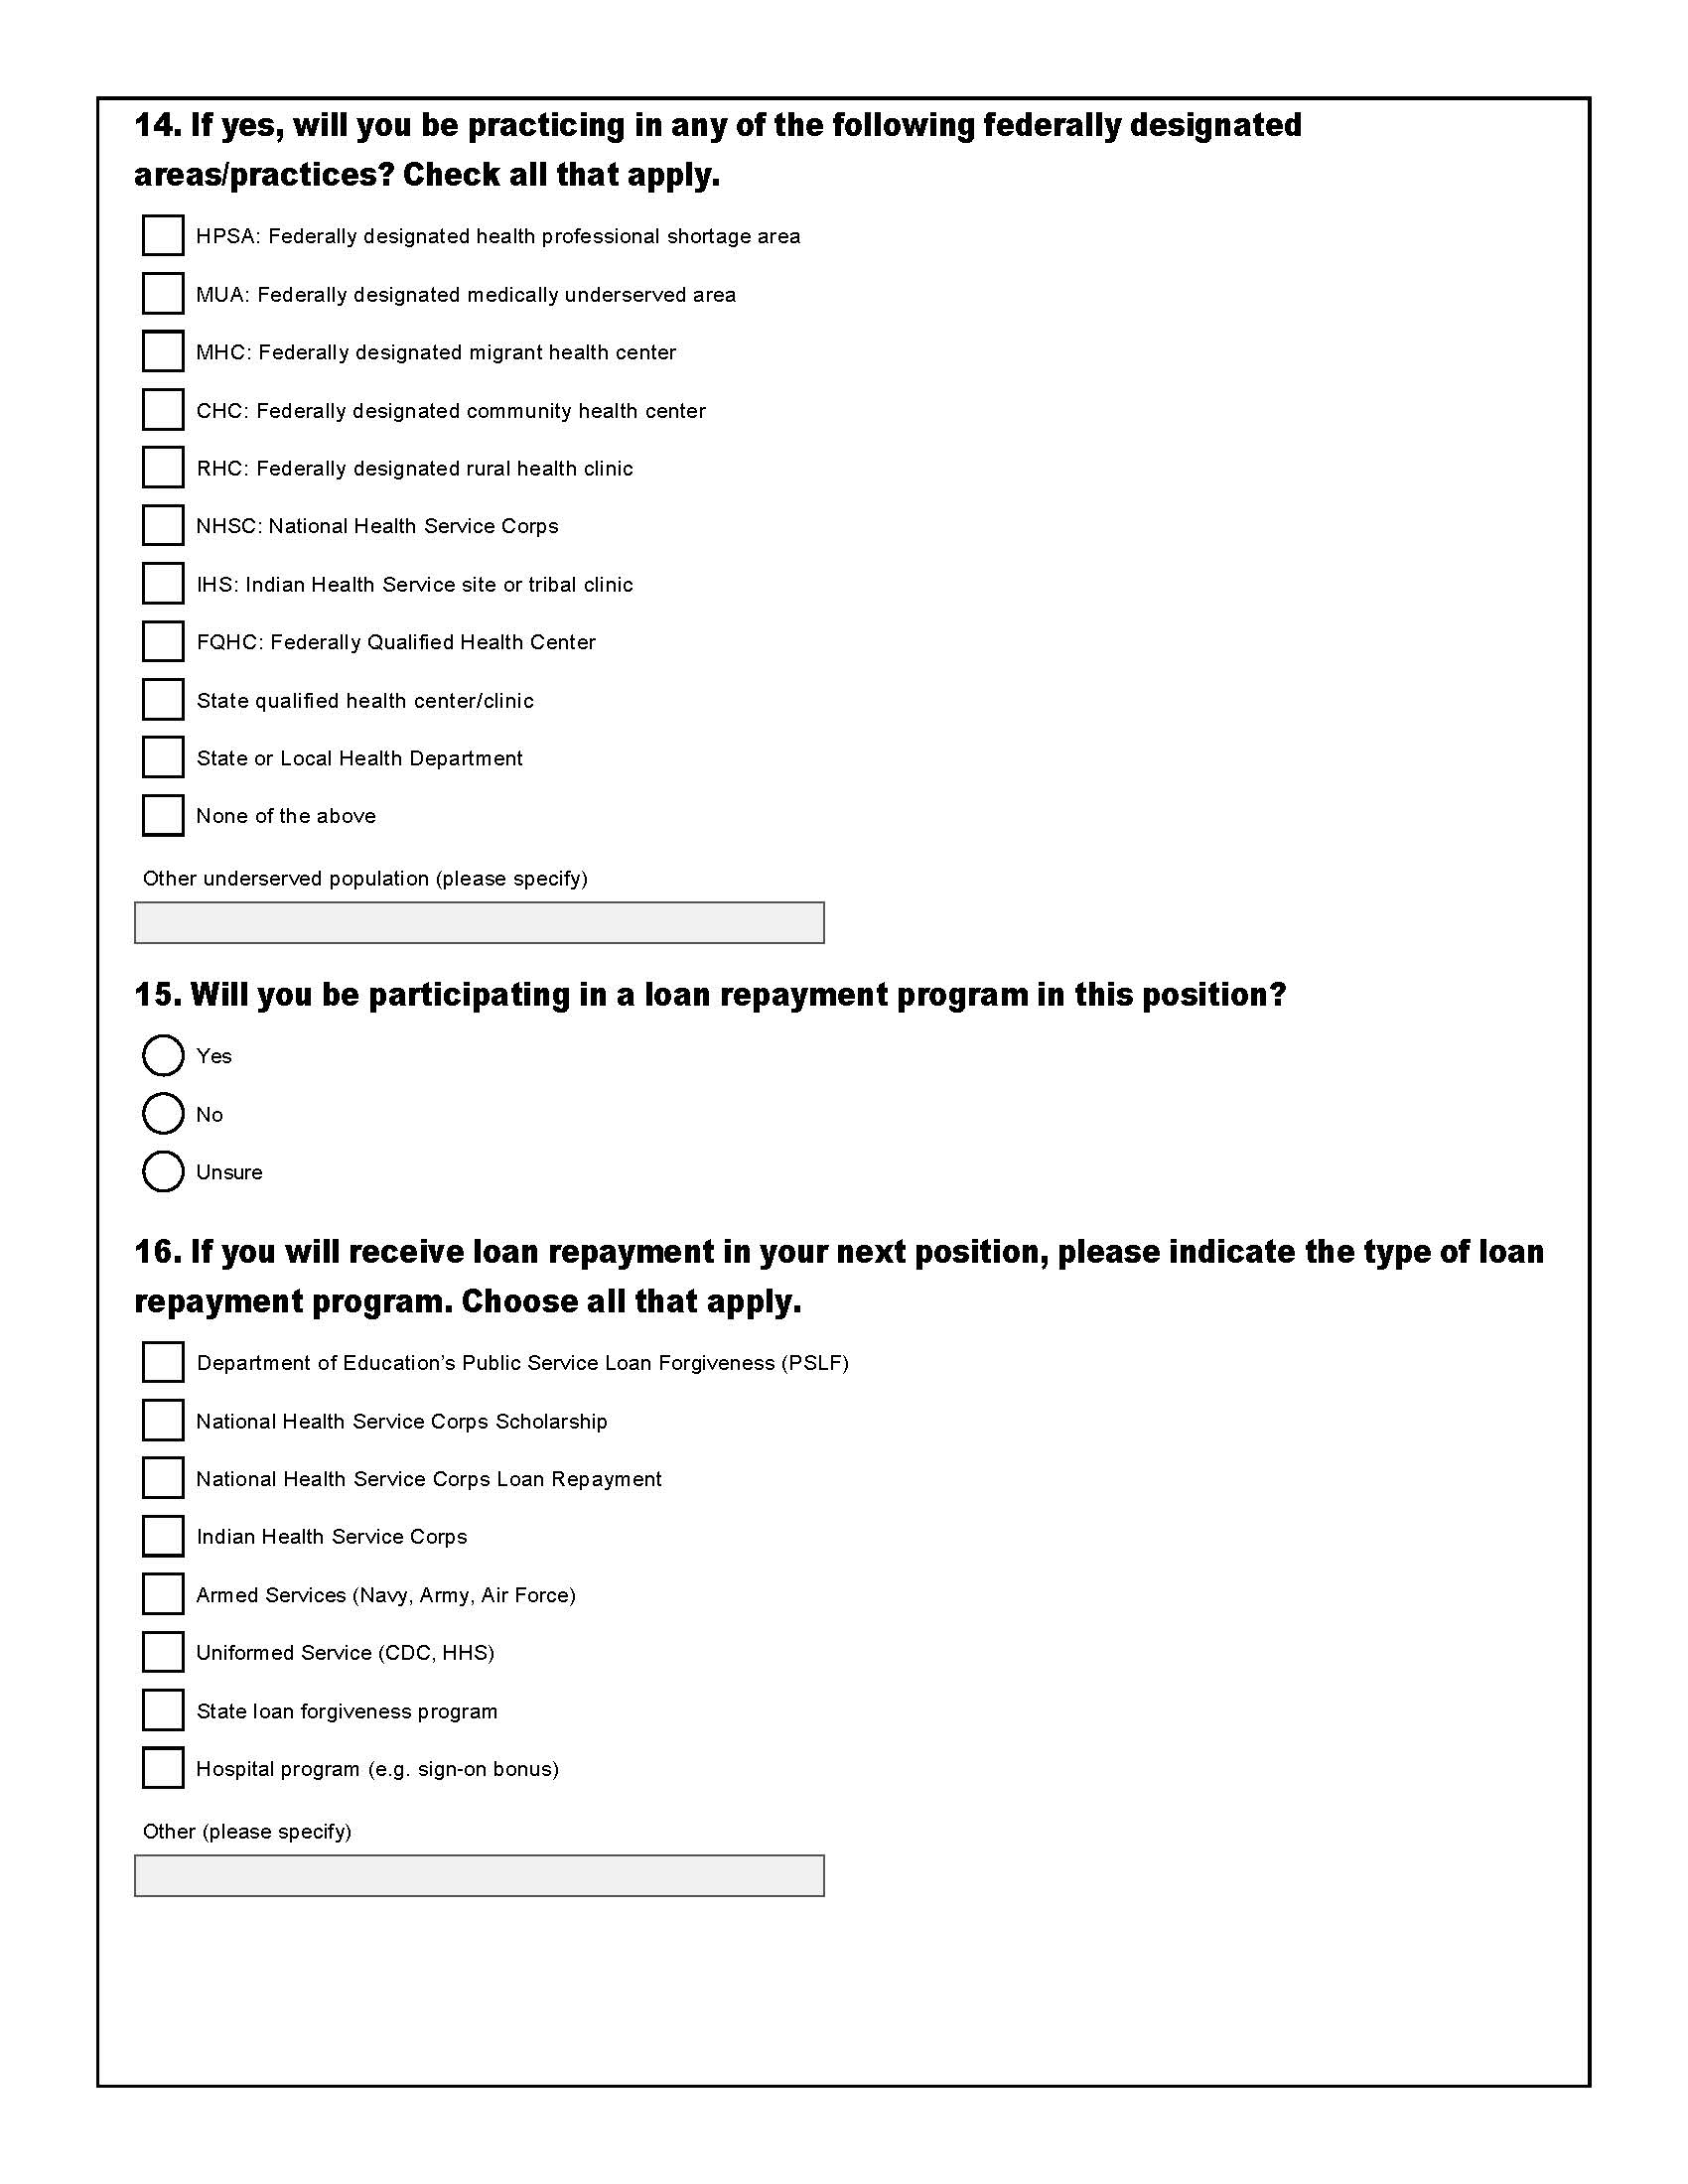 14. If yes, will you be practicing in any of the following federally designated
areas/practices? Check all that apply.
HPSA: Federally designated health professional shortage area
MUA: Federally designated medically underserved area
MHC: Federally designated migrant health center
CHC: Federally designated community health center
RHC: Federally designated rural health clinic
NHSC: National Health Service Corps
IHS: Indian Health Service site or tribal clinic
FQHC: Federally Qualified Health Center
State qualified health center/clinic
State or Local Health Department
None of the above
Other underserved population (please specify)
15. Will you be participating in a loan repayment program in this position?
Yes
No
Unsure
16. If you will receive loan repayment in your next position, please indicate the type of loan
repayment program. Choose all that apply.
Department of Education’s Public Service Loan Forgiveness (PSLF)
National Health Service Corps Scholarship
National Health Service Corps Loan Repayment
Indian Health Service Corps
Armed Services (Navy, Army, Air Force)
Uniformed Service (CDC, HHS)
State loan forgiveness program
Hospital program (e.g. sign-on bonus)
Other (please specify)